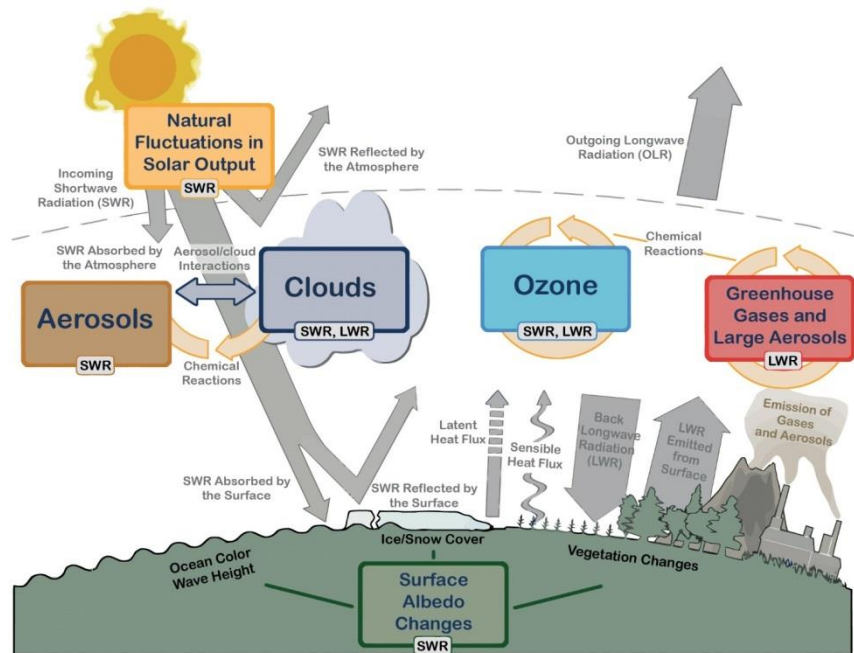 Natural
Fluctuations in
Solar Output
SWR
Incoming
Shortwave
Radiation (SWR)
SWR Reflected by
the Atmosphere
Outgoing Longwave
Radiation (OLR)
SWR Absorbed by
the Atmosphere
Aerosol/cloud
Interactions
Chemical
Reactions
Aerosols
SWR
Clouds
SWR, LWR
Ozone
SWR, LWR
Greenhouse
Gases and
Large Aerosols
LWR
Chemical
Reactions
Emission of
Gases
and Aerosols
Latent
Heat Flux
Sensible
Heat Flux
Back
Longwave
Radiation
(LWR)
LWR
Emitted
from
Surface
SWR Absorbed by
the Surface
SWR Reflected by
the Surface
Ice/Snow Cover
Ocean Color
Wave Height
Vegetation Changes
Surface
Albedo
Changes
SWR